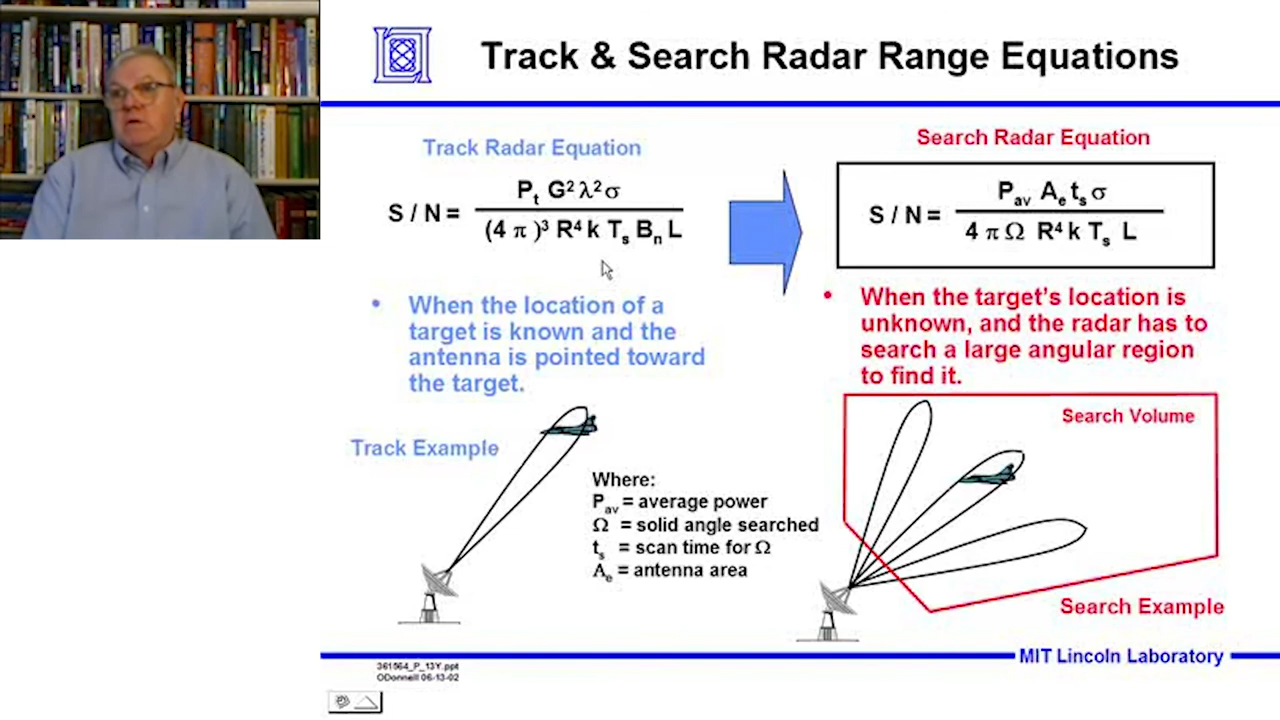 Track & Search Radar Range Equations
Track Radar Equation
S / N = P_t G² λ² σ / (4 π )³ R⁴ k T_s B_n L
• When the location of a
target is known and the
antenna is pointed toward
the target.
Track Example
Search Radar Equation
S / N = P_av A_e t_s σ / 4 π Ω R⁴ k T_s L
• When the target's location is
unknown, and the radar has to
search a large angular region
to find it.
Search Volume
Where:
P_av = average power
Ω = solid angle searched
t_s = scan time for Ω
A_e = antenna area
Search Example
MIT Lincoln Laboratory
361564_P_13Y.ppt
ODonnell 06-13-02